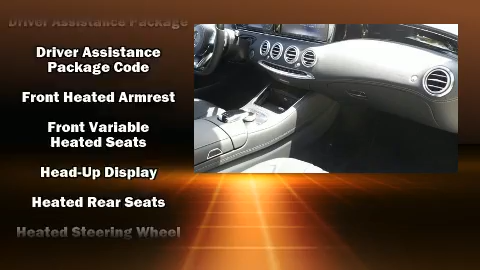 Driver Assistance Package
Driver Assistance
Package Code
Front Heated Armrest
Front Variable
Heated Seats
Head-Up Display
Heated Rear Seats
Heated Steering Wheel